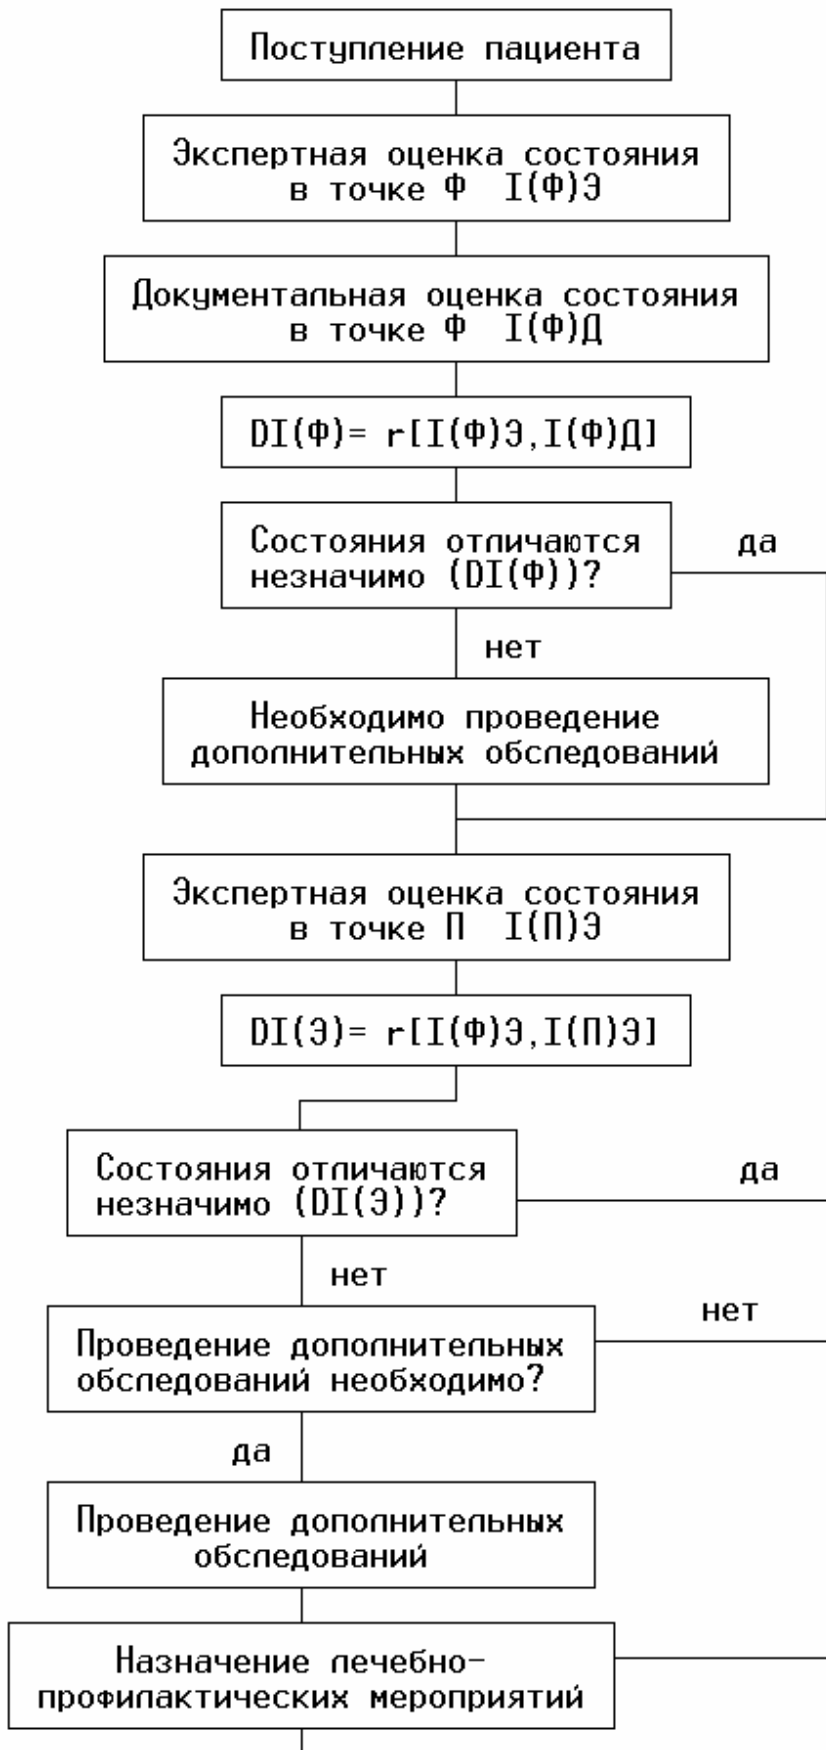 Поступление пациента
Экспертная оценка состояния
в точке Ф I(Ф)Э
Документальная оценка состояния
в точке Ф I(Ф)Д
DI(Ф)= r[I(Ф)Э,I(Ф)Д]
Состояния отличаются
незначимо (DI(Ф))?
да
нет
Необходимо проведение
дополнительных обследований
Экспертная оценка состояния
в точке П I(П)Э
DI(Э)= r[I(Ф)Э,I(П)Э]
Состояния отличаются
незначимо (DI(Э))?
да
нет
нет
Проведение дополнительных
обследований необходимо?
да
Проведение дополнительных
обследований
Назначение лечебно-
профилактических мероприятий